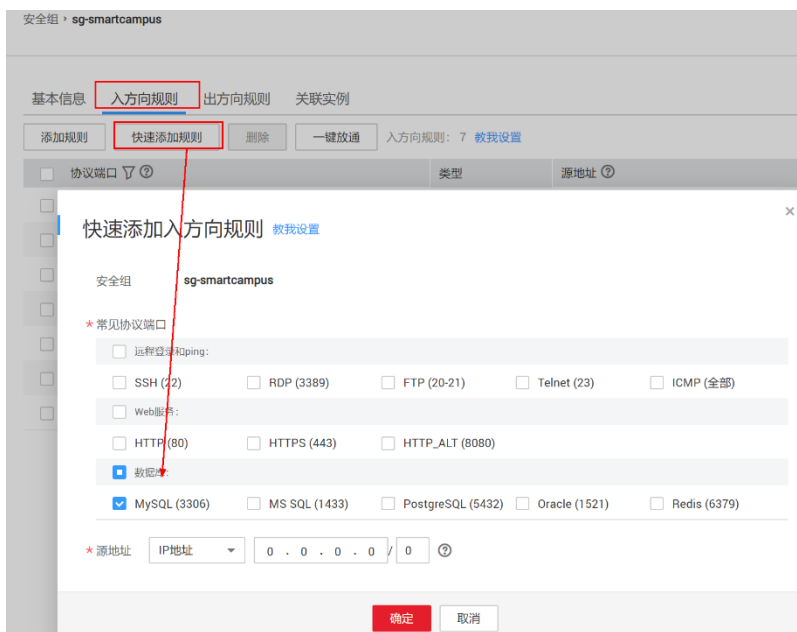 安全组 › sg-smartcampus
基本信息 入方向规则 出方向规则 关联实例
添加规则 快速添加规则 删除 一键放通 入方向规则: 7 教我设置
协议端口 类型 源地址
快速添加入方向规则 教我设置
安全组 sg-smartcampus
* 常见协议端口
远程登录和ping:
SSH (22) RDP (3389) FTP (20-21) Telnet (23) ICMP (全部)
Web服务:
HTTP (80) HTTPS (443) HTTP_ALT (8080)
数据库:
MySQL (3306) MS SQL (1433) PostgreSQL (5432) Oracle (1521) Redis (6379)
* 源地址 IP地址 0 . 0 . 0 . 0 / 0
确定 取消